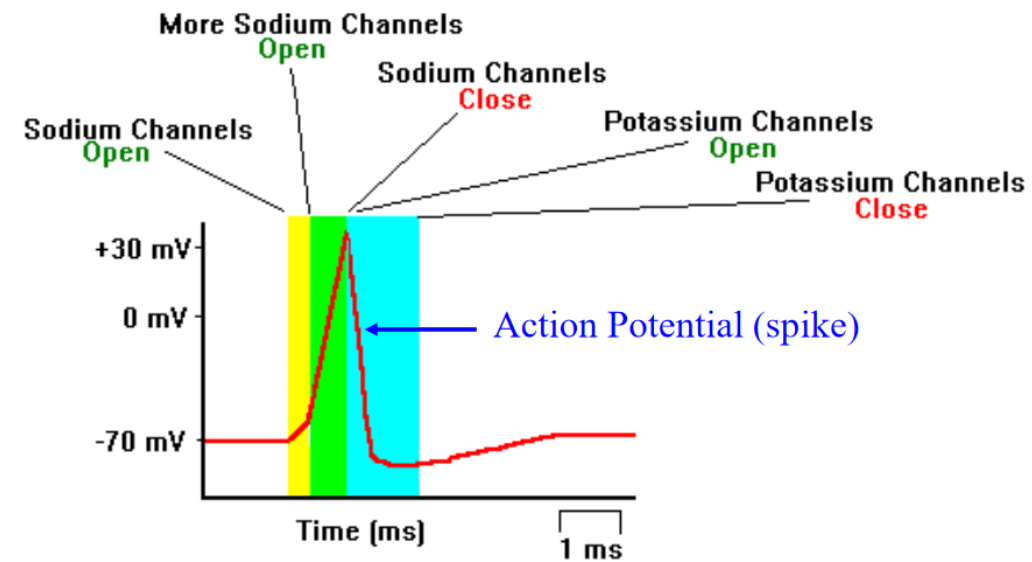 More Sodium Channels
Open
Sodium Channels
Close
Sodium Channels
Open
Potassium Channels
Open
Potassium Channels
Close
+30 mV
0 mV
Action Potential (spike)
-70 mV
Time (ms)
1 ms